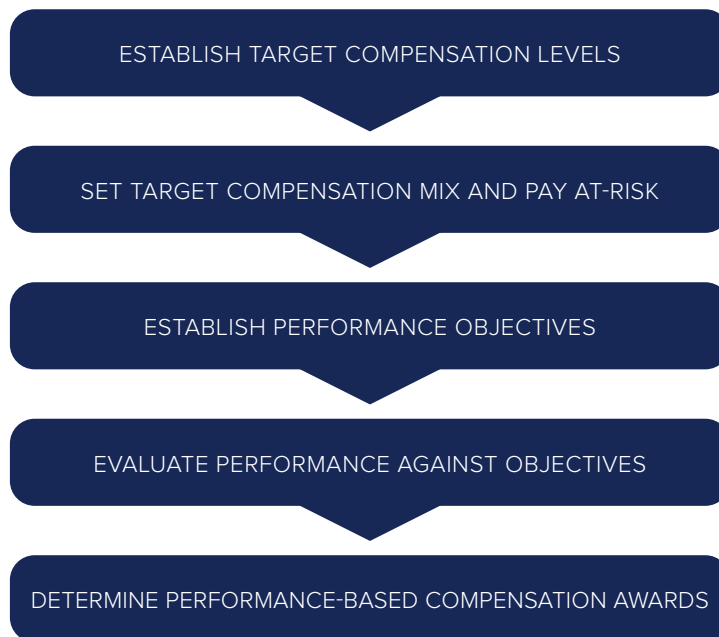 ESTABLISH TARGET COMPENSATION LEVELS
SET TARGET COMPENSATION MIX AND PAY AT-RISK
ESTABLISH PERFORMANCE OBJECTIVES
EVALUATE PERFORMANCE AGAINST OBJECTIVES
DETERMINE PERFORMANCE-BASED COMPENSATION AWARDS